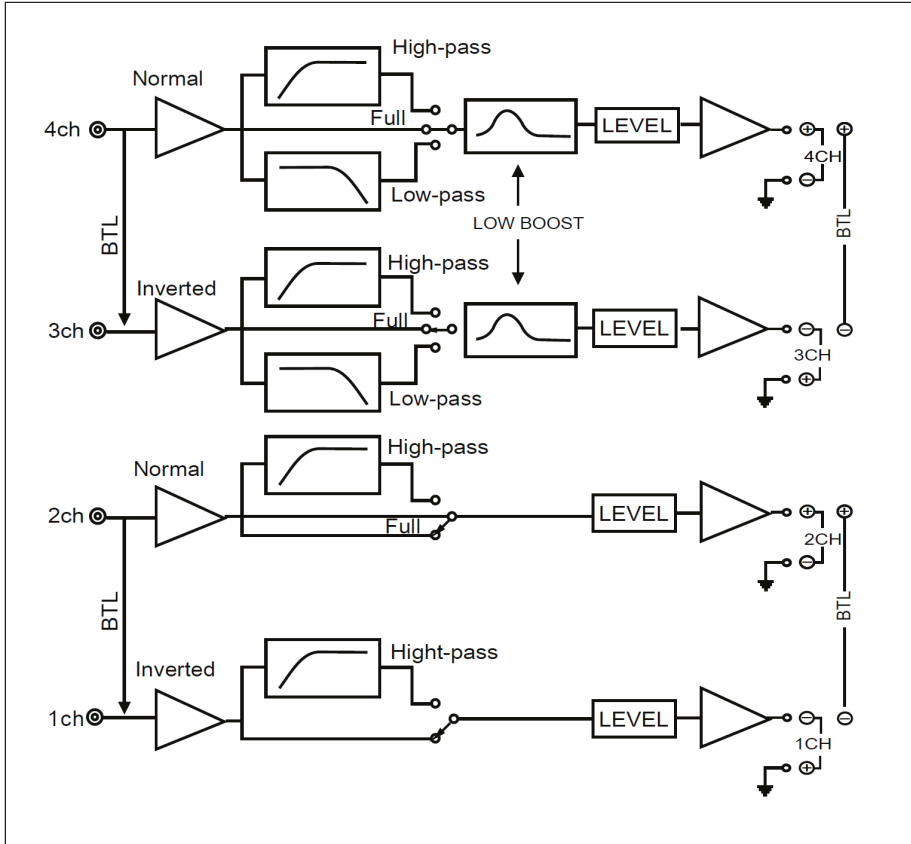 High-pass
Normal
Full
4ch
LEVEL
4CH
Low-pass
BTL
LOW BOOST
BTL
High-pass
Inverted
Full
3ch
LEVEL
3CH
Low-pass
High-pass
Normal
2ch
Full
LEVEL
2CH
BTL
BTL
Hight-pass
Inverted
1ch
LEVEL
1CH